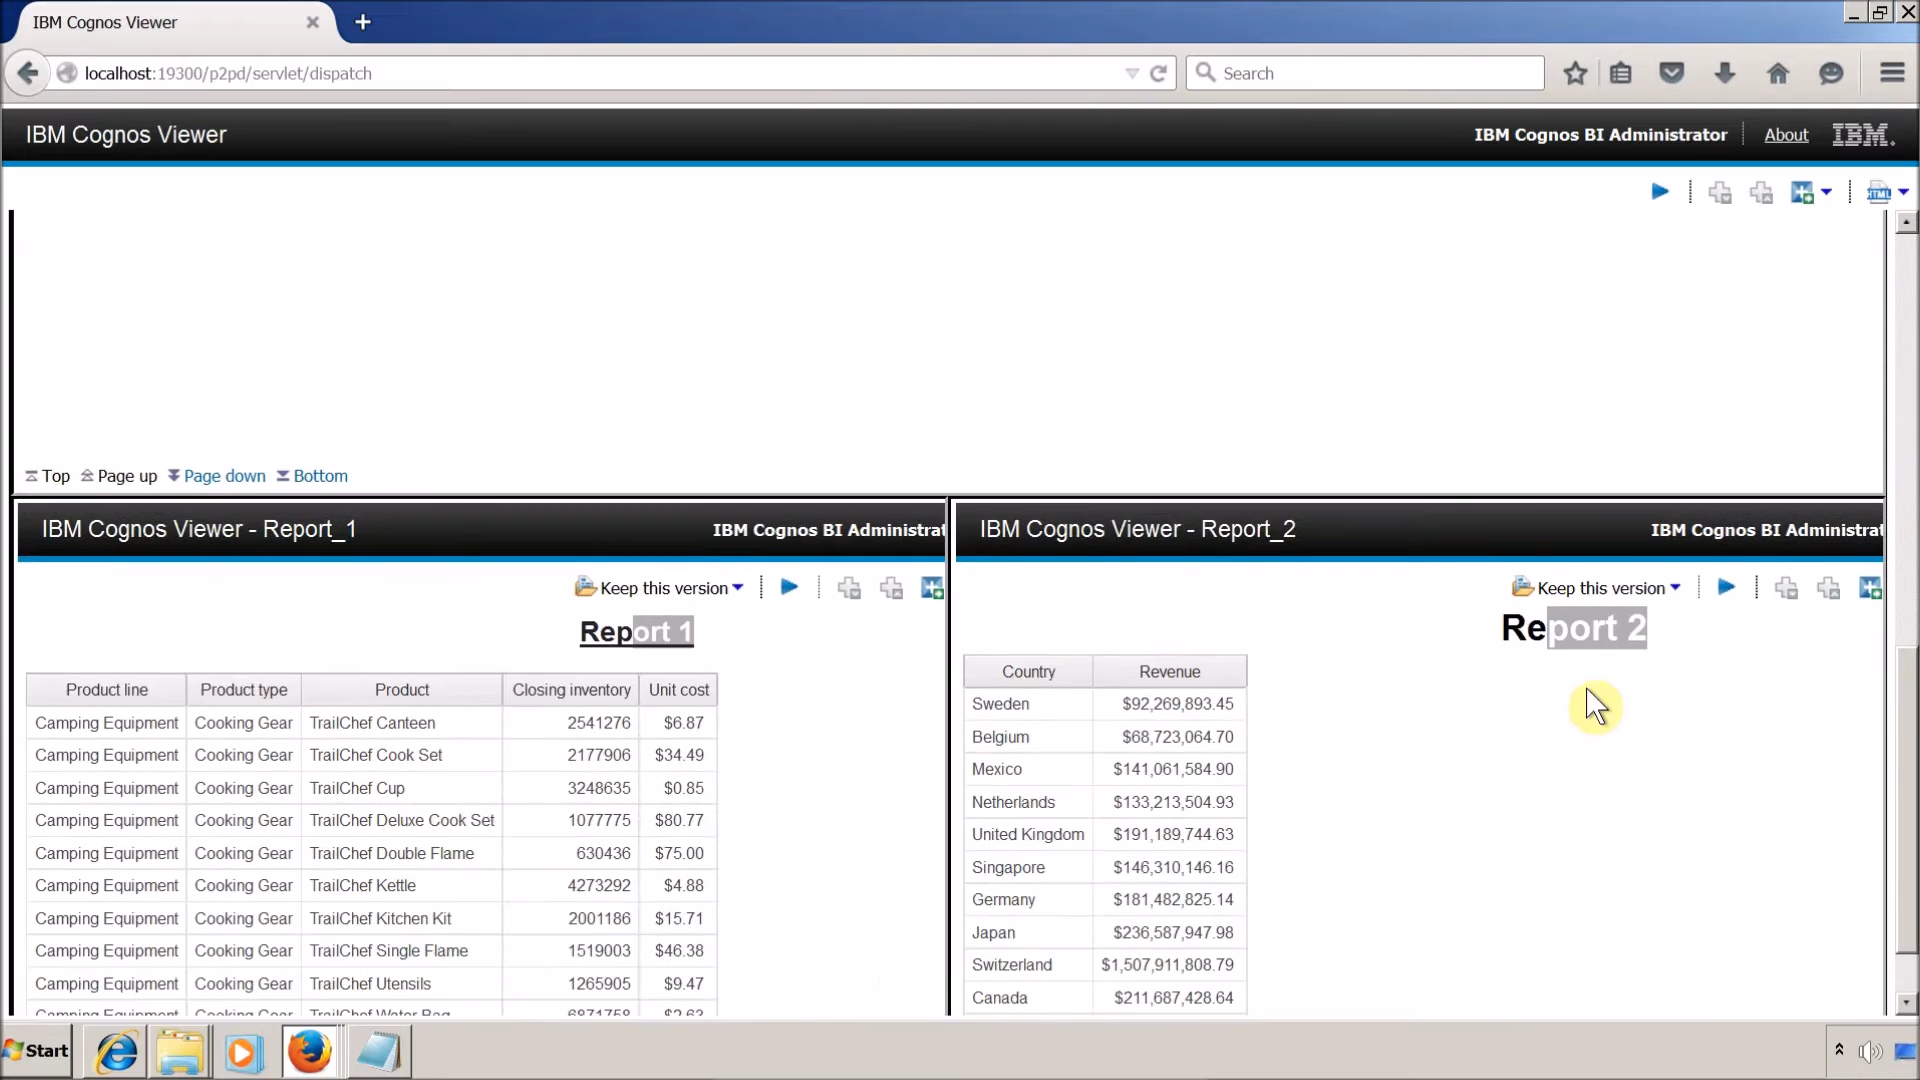 IBM Cognos Viewer
localhost:19300/p2pd/servlet/dispatch
Search
IBM Cognos Viewer
IBM Cognos BI Administrator
About
IBM.
HTML
Top Page up Page down Bottom
IBM Cognos Viewer - Report_1
IBM Cognos BI Administrat
Keep this version
Report 1
Product line Product type Product Closing inventory Unit cost
Camping Equipment Cooking Gear TrailChef Canteen 2541276 $6.87
Camping Equipment Cooking Gear TrailChef Cook Set 2177906 $34.49
Camping Equipment Cooking Gear TrailChef Cup 3248635 $0.85
Camping Equipment Cooking Gear TrailChef Deluxe Cook Set 1077775 $80.77
Camping Equipment Cooking Gear TrailChef Double Flame 630436 $75.00
Camping Equipment Cooking Gear TrailChef Kettle 4273292 $4.88
Camping Equipment Cooking Gear TrailChef Kitchen Kit 2001186 $15.71
Camping Equipment Cooking Gear TrailChef Single Flame 1519003 $46.38
Camping Equipment Cooking Gear TrailChef Utensils 1265905 $9.47
Camping Equipment Cooking Gear TrailChef Water Bag
IBM Cognos Viewer - Report_2
IBM Cognos BI Administrat
Keep this version
Report 2
Country Revenue
Sweden $92,269,893.45
Belgium $68,723,064.70
Mexico $141,061,584.90
Netherlands $133,213,504.93
United Kingdom $191,189,744.63
Singapore $146,310,146.16
Germany $181,482,825.14
Japan $236,587,947.98
Switzerland $1,507,911,808.79
Canada $211,687,428.64
Start